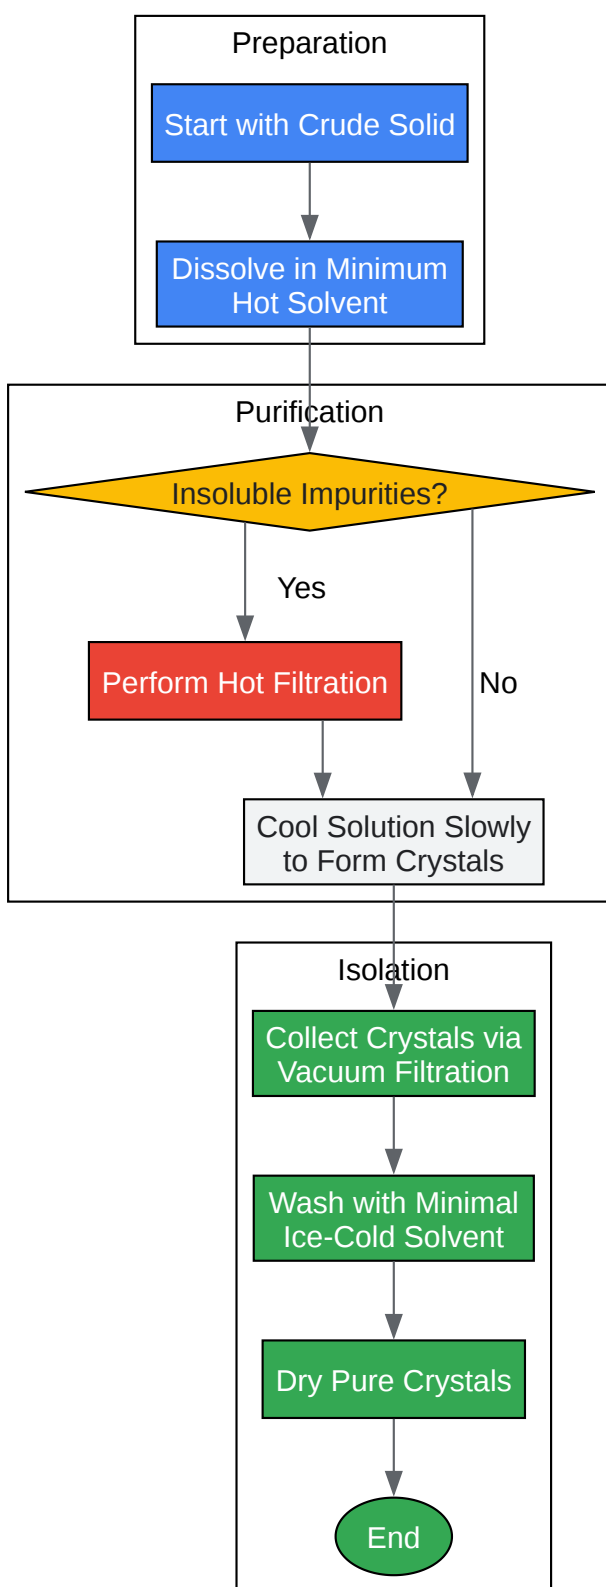 Preparation
Start with Crude Solid
Dissolve in Minimum
Hot Solvent
Purification
Insoluble Impurities?
Yes
Perform Hot Filtration
No
Cool Solution Slowly
to Form Crystals
Isolation
Collect Crystals via
Vacuum Filtration
Wash with Minimal
Ice-Cold Solvent
Dry Pure Crystals
End